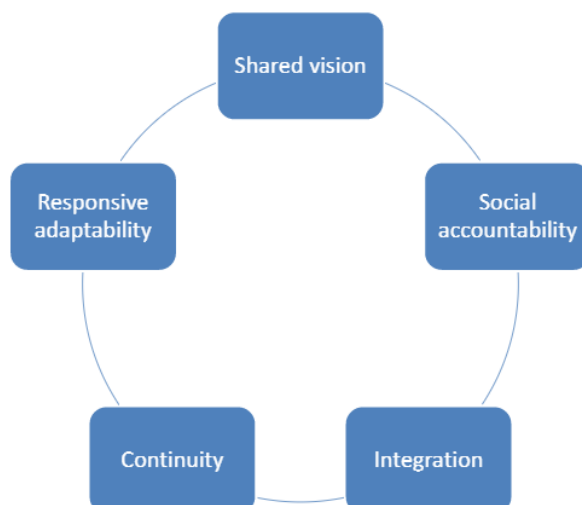 Shared vision
Responsive
adaptability
Social
accountability
Continuity
Integration